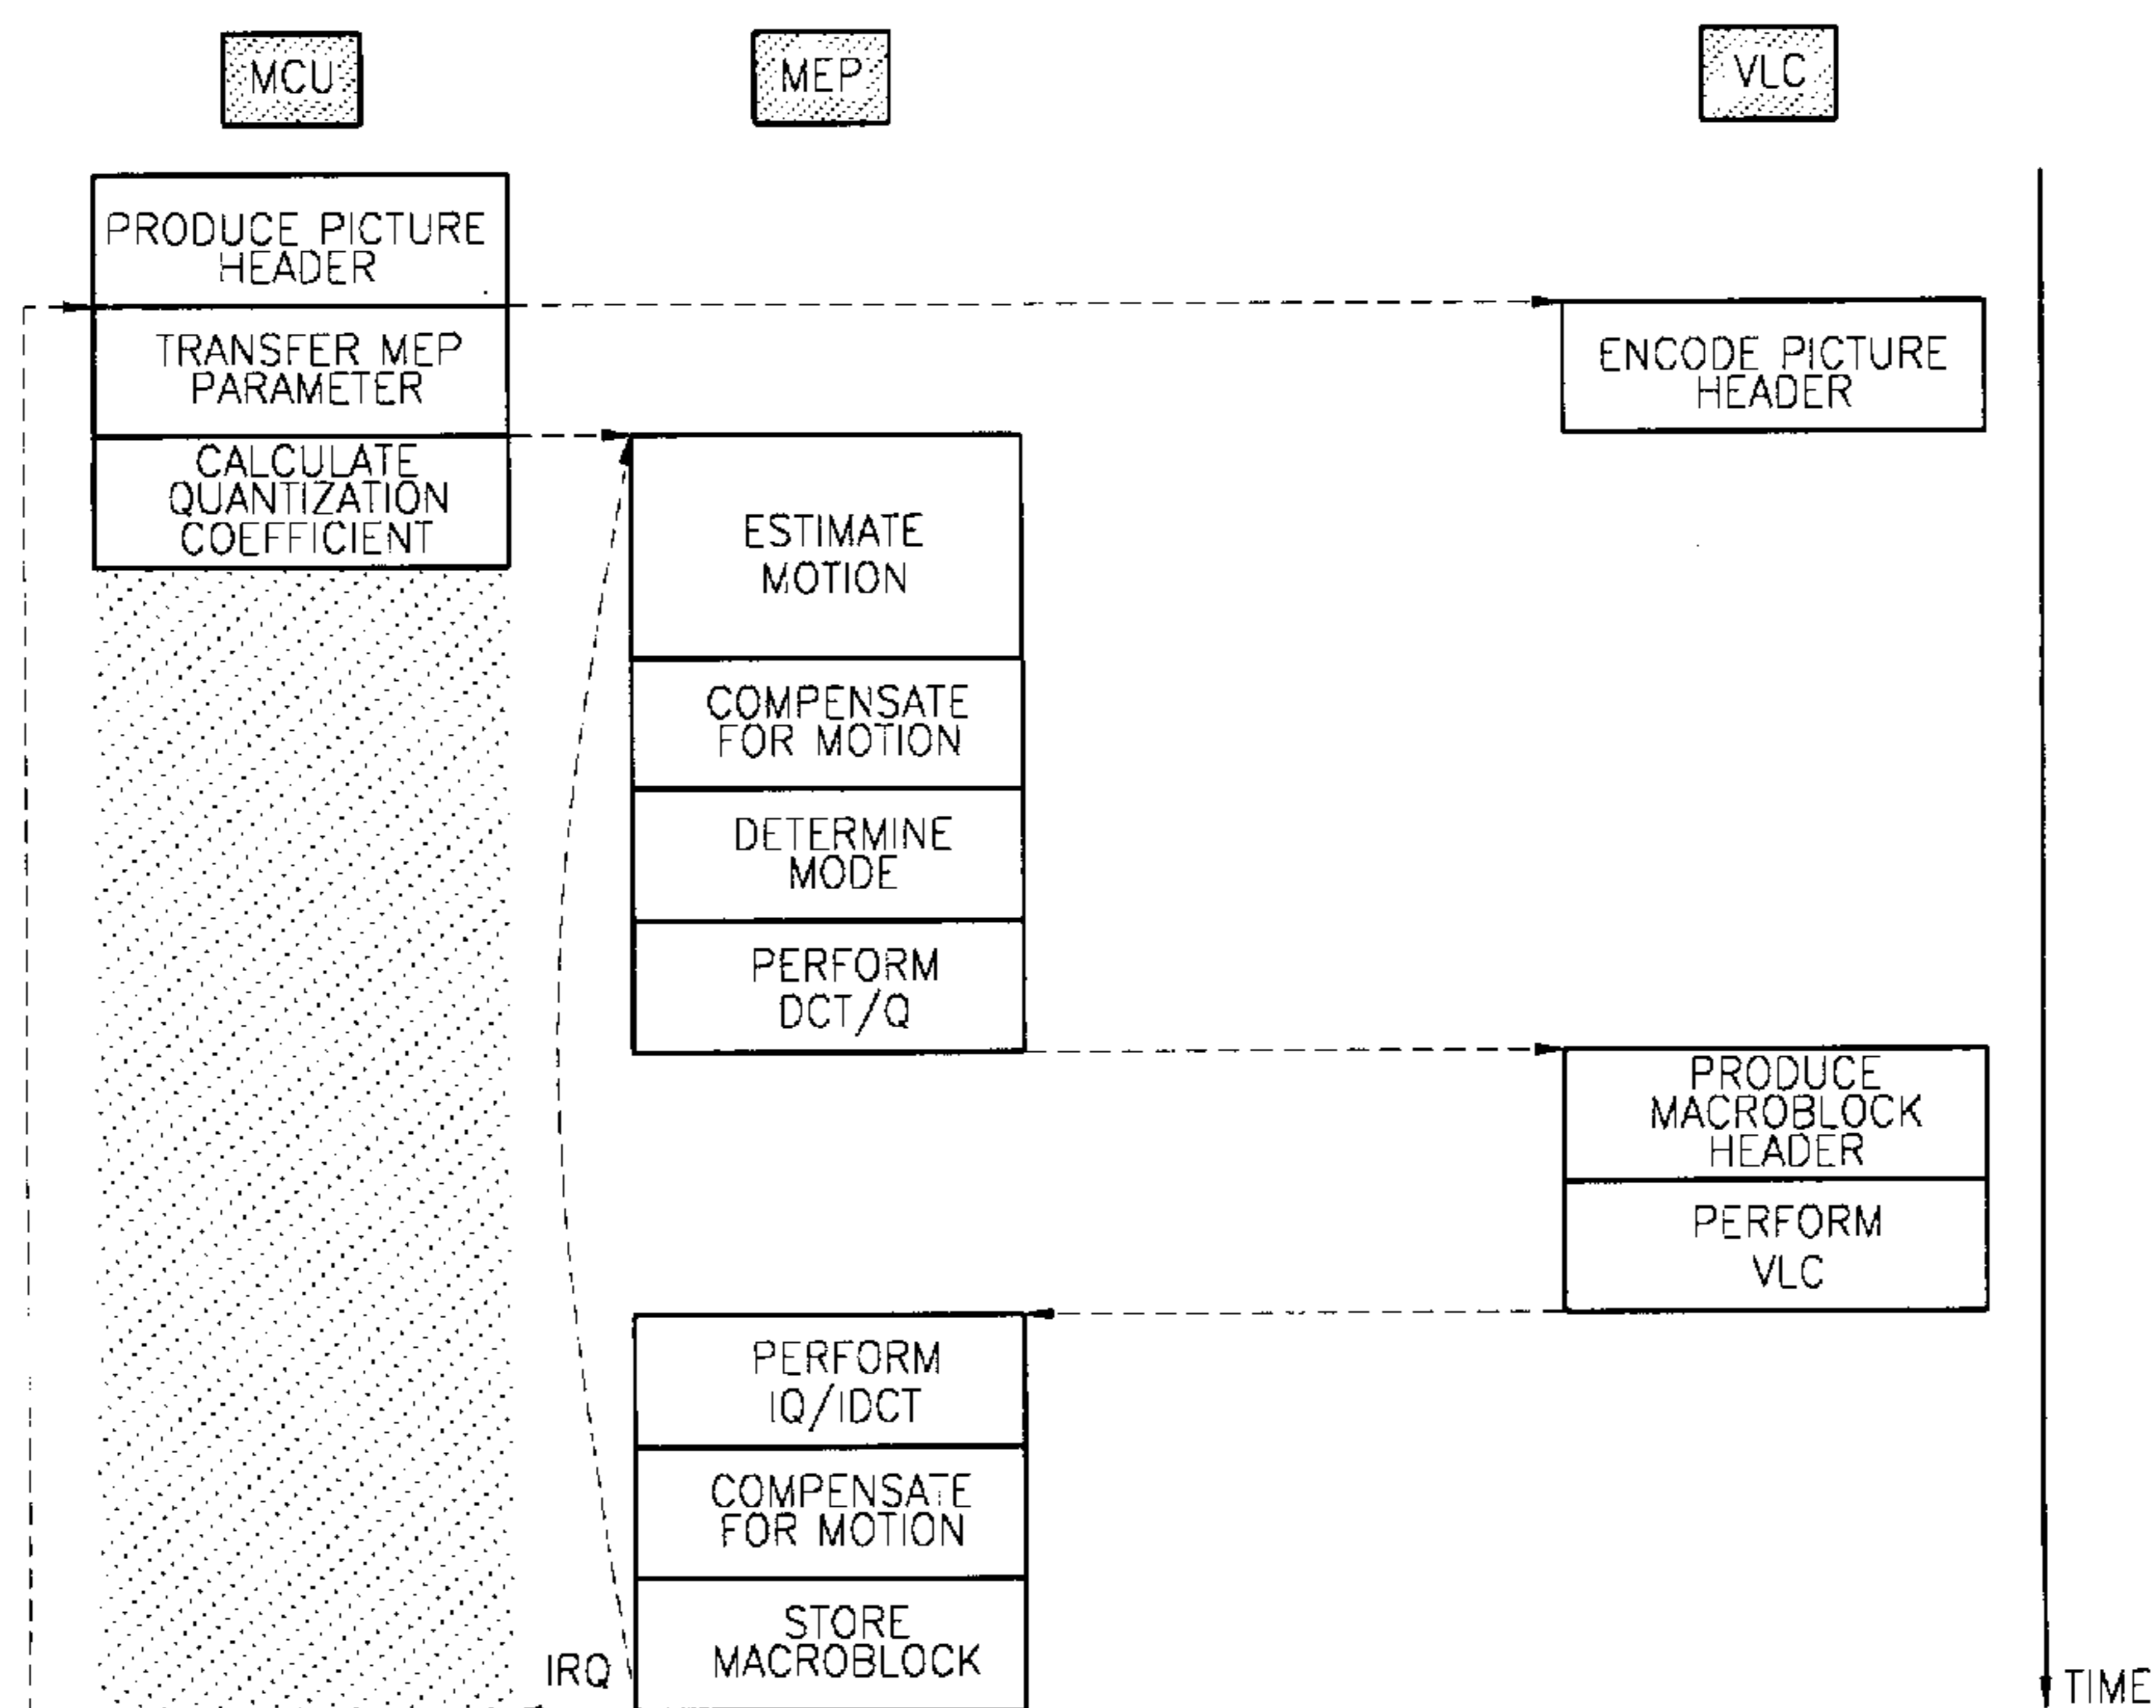 MCU
MEP
VLC
PRODUCE PICTURE
HEADER
TRANSFER MEP
PARAMETER
ENCODE PICTURE
HEADER
CALCULATE
QUANTIZATION
COEFFICIENT
ESTIMATE
MOTION
COMPENSATE
FOR MOTION
DETERMINE
MODE
PERFORM
DCT/Q
PRODUCE
MACROBLOCK
HEADER
PERFORM
VLC
PERFORM
IQ/IDCT
COMPENSATE
FOR MOTION
STORE
MACROBLOCK
IRQ
TIME